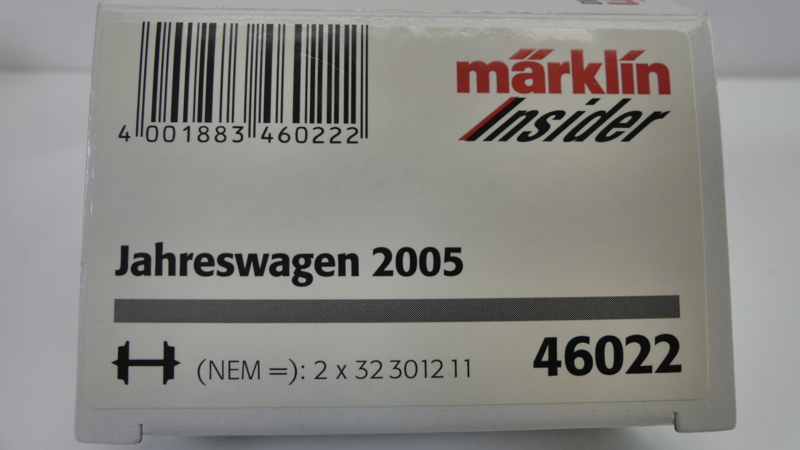 4 001883 460222
märklin
Insider
Jahreswagen 2005
(NEM =): 2 x 32 3012 11
46022